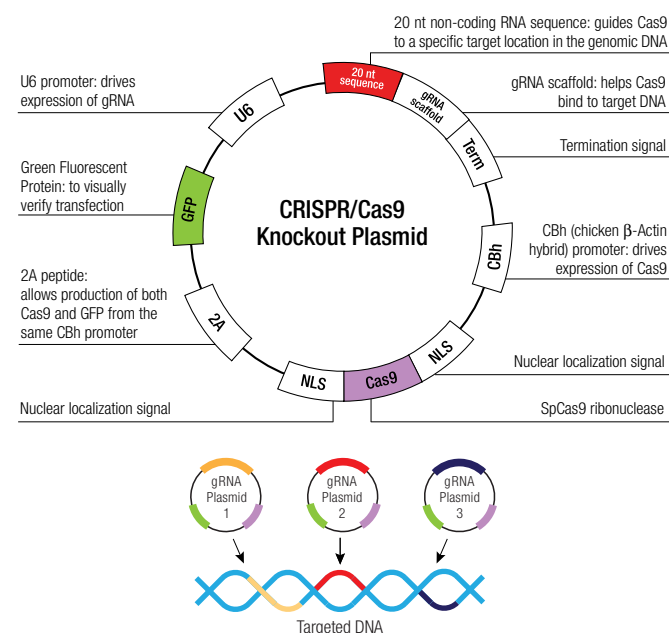 20 nt non-coding RNA sequence: guides Cas9
to a specific target location in the genomic DNA
U6 promoter: drives
expression of gRNA
gRNA scaffold: helps Cas9
bind to target DNA
Termination signal
Green Fluorescent
Protein: to visually
verify transfection
CBh (chicken β-Actin
hybrid) promoter: drives
expression of Cas9
2A peptide:
allows production of both
Cas9 and GFP from the
same CBh promoter
Nuclear localization signal
Nuclear localization signal
SpCas9 ribonuclease
20 nt
sequence
gRNA
scaffold
Term
CBh
NLS
Cas9
NLS
2A
GFP
U6
CRISPR/Cas9
Knockout Plasmid
gRNA
Plasmid
1
gRNA
Plasmid
2
gRNA
Plasmid
3
Targeted DNA